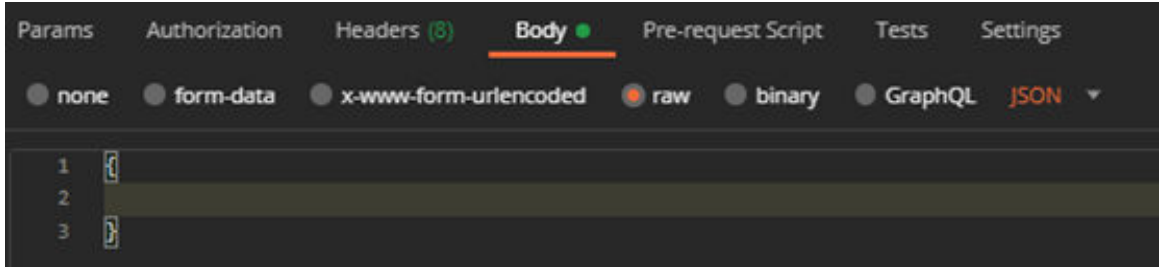 Params Authorization Headers (8) Body Pre-request Script Tests Settings
none form-data x-www-form-urlencoded raw binary GraphQL JSON
1 {
2
3 }